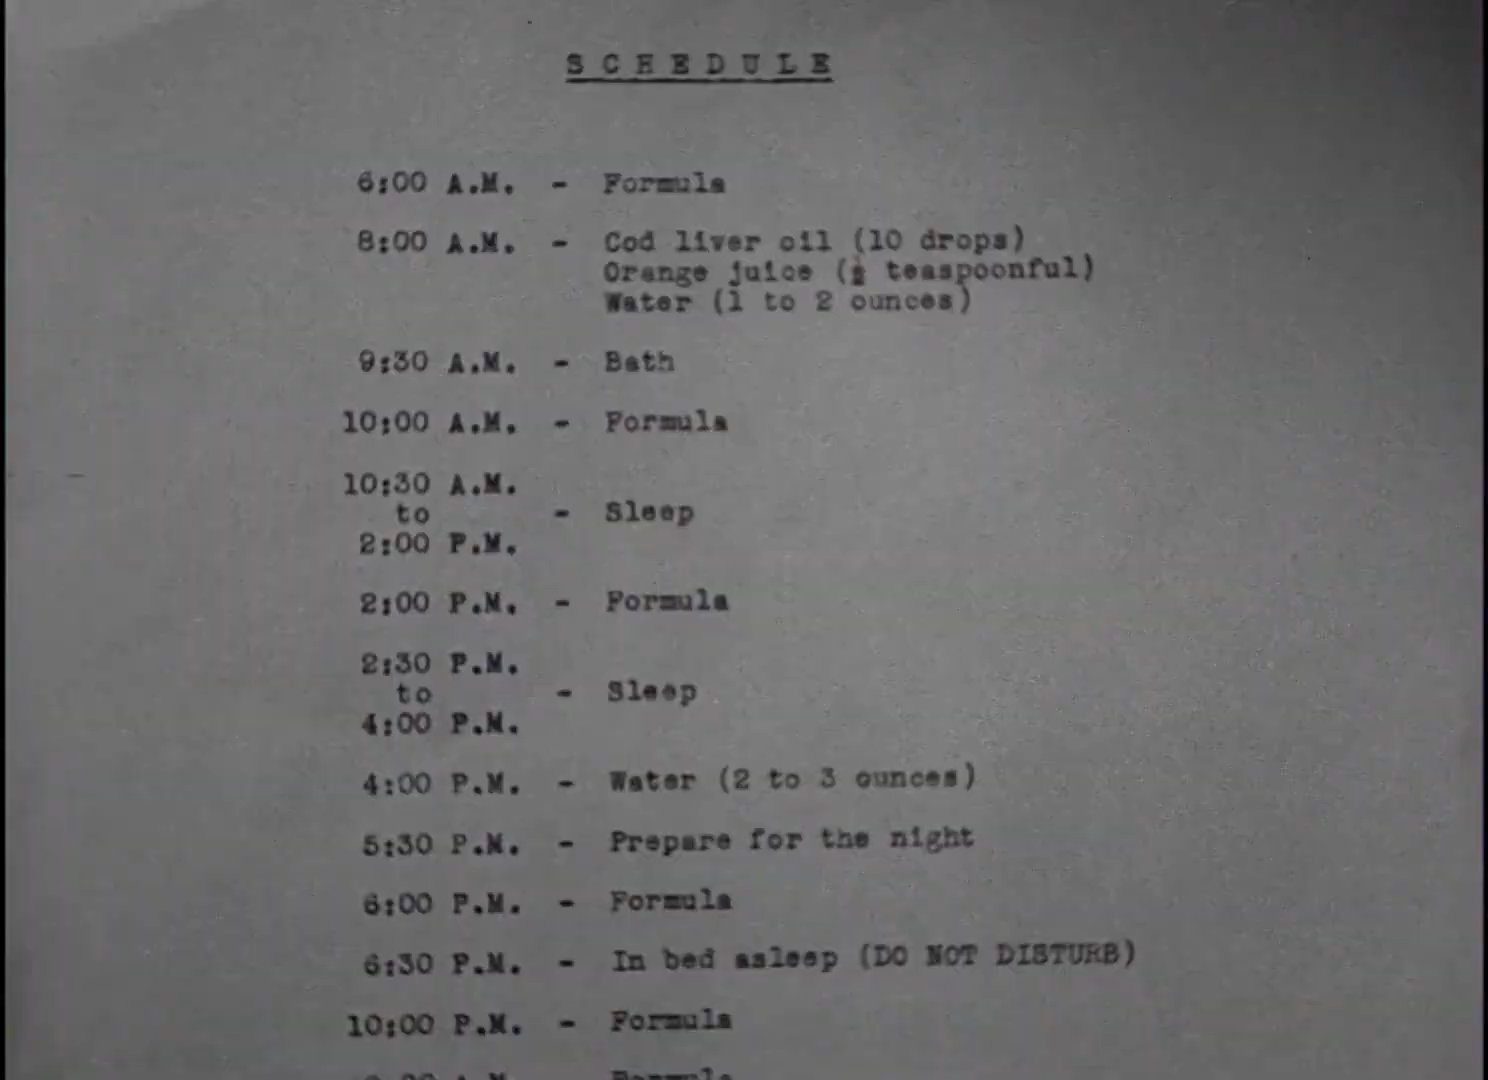 SCHEDULE
6:00 A.M. - Formula
8:00 A.M. - Cod liver oil (10 drops)
Orange juice (½ teaspoonful)
Water (1 to 2 ounces)
9:30 A.M. - Bath
10:00 A.M. - Formula
10:30 A.M.
to - Sleep
2:00 P.M.
2:00 P.M. - Formula
2:30 P.M.
to - Sleep
4:00 P.M.
4:00 P.M. - Water (2 to 3 ounces)
5:30 P.M. - Prepare for the night
6:00 P.M. - Formula
6:30 P.M. - In bed asleep (DO NOT DISTURB)
10:00 P.M. - Formula